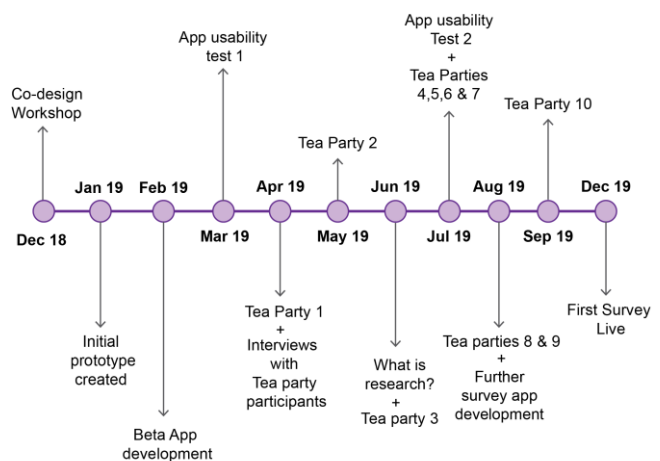 App usability
test 1
App usability
Test 2
+
Tea Parties
4,5,6 & 7
Co-design
Workshop
Tea Party 2
Tea Party 10
Jan 19
Feb 19
Apr 19
Jun 19
Aug 19
Dec 19
Dec 18
Mar 19
May 19
Jul 19
Sep 19
Initial
prototype
created
Beta App
development
Tea Party 1
+
Interviews
with
Tea party
participants
What is
research?
+
Tea party 3
Tea parties 8 & 9
+
Further
survey app
development
First Survey
Live